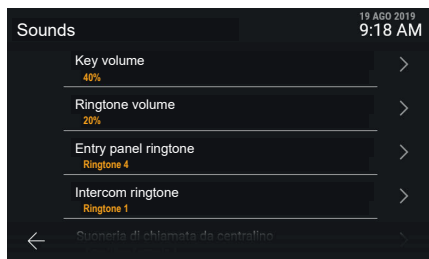 19 AGO 2019
Sounds
9:18 AM
Key volume
40%
Ringtone volume
20%
Entry panel ringtone
Ringtone 4
Intercom ringtone
Ringtone 1
Suoneria di chiamata da centralino